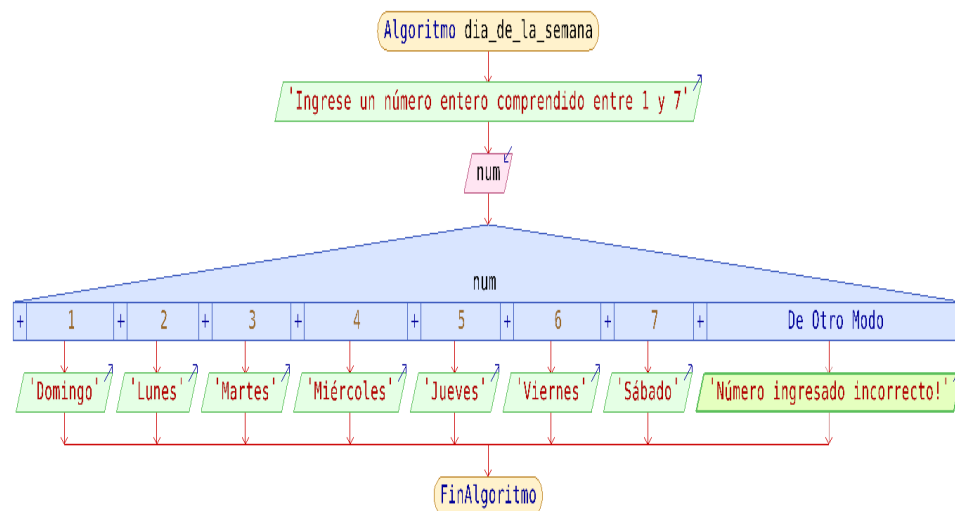 Algoritmo dia_de_la_semana
'Ingrese un número entero comprendido entre 1 y 7'
num
num
+ 1 + 2 + 3 + 4 + 5 + 6 + 7 + De Otro Modo
'Domingo' 'Lunes' 'Martes' 'Miércoles' 'Jueves' 'Viernes' 'Sábado' 'Número ingresado incorrecto!'
FinAlgoritmo